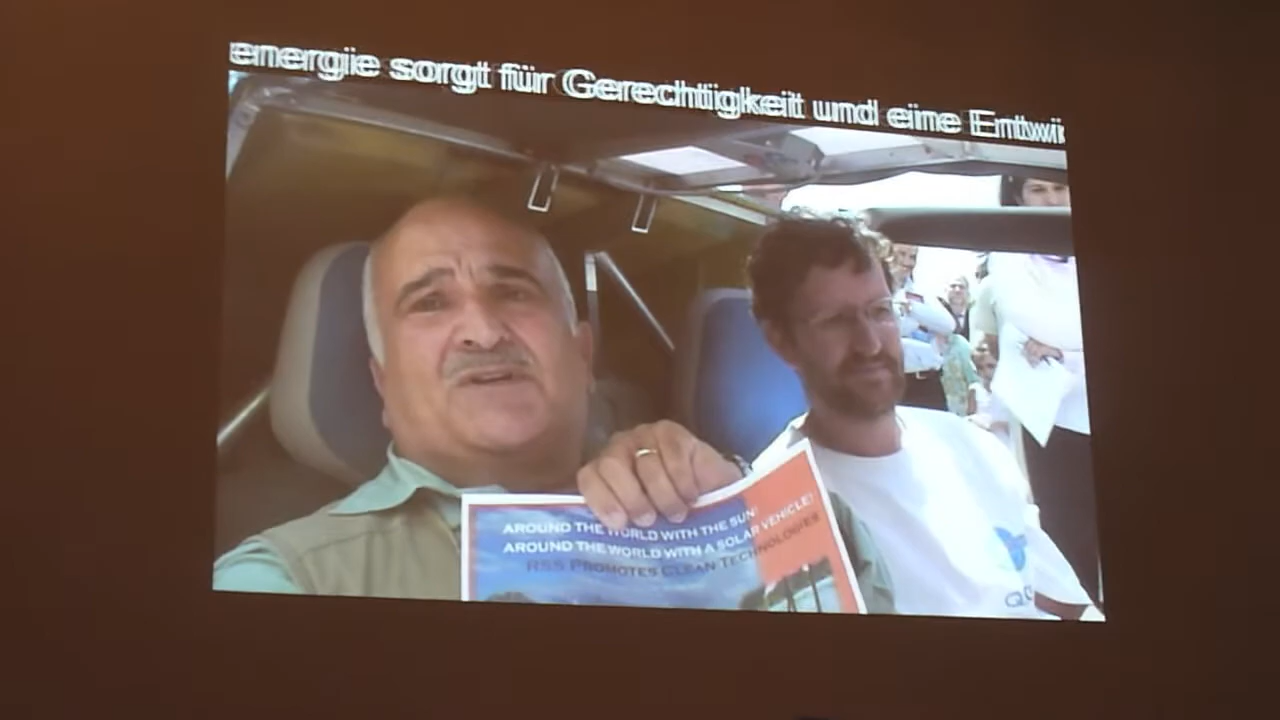 energie sorgt für Gerechtigkeit und eine Entwi
AROUND THE WORLD WITH THE SUN!
AROUND THE WORLD WITH A SOLAR VEHICLE!
RSS PROMOTES CLEAN TECHNOLOGIES